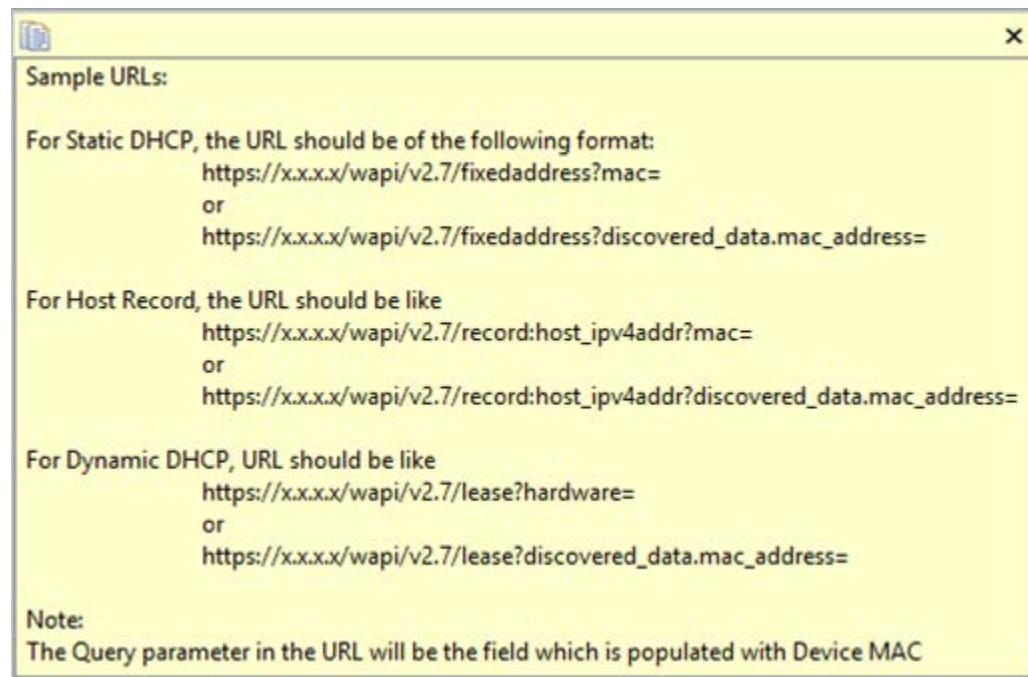 Sample URLs:
For Static DHCP, the URL should be of the following format:
https://x.x.x.x/wapi/v2.7/fixedaddress?mac=
or
https://x.x.x.x/wapi/v2.7/fixedaddress?discovered_data.mac_address=
For Host Record, the URL should be like
https://x.x.x.x/wapi/v2.7/record:host_ipv4addr?mac=
or
https://x.x.x.x/wapi/v2.7/record:host_ipv4addr?discovered_data.mac_address=
For Dynamic DHCP, URL should be like
https://x.x.x.x/wapi/v2.7/lease?hardware=
or
https://x.x.x.x/wapi/v2.7/lease?discovered_data.mac_address=
Note:
The Query parameter in the URL will be the field which is populated with Device MAC